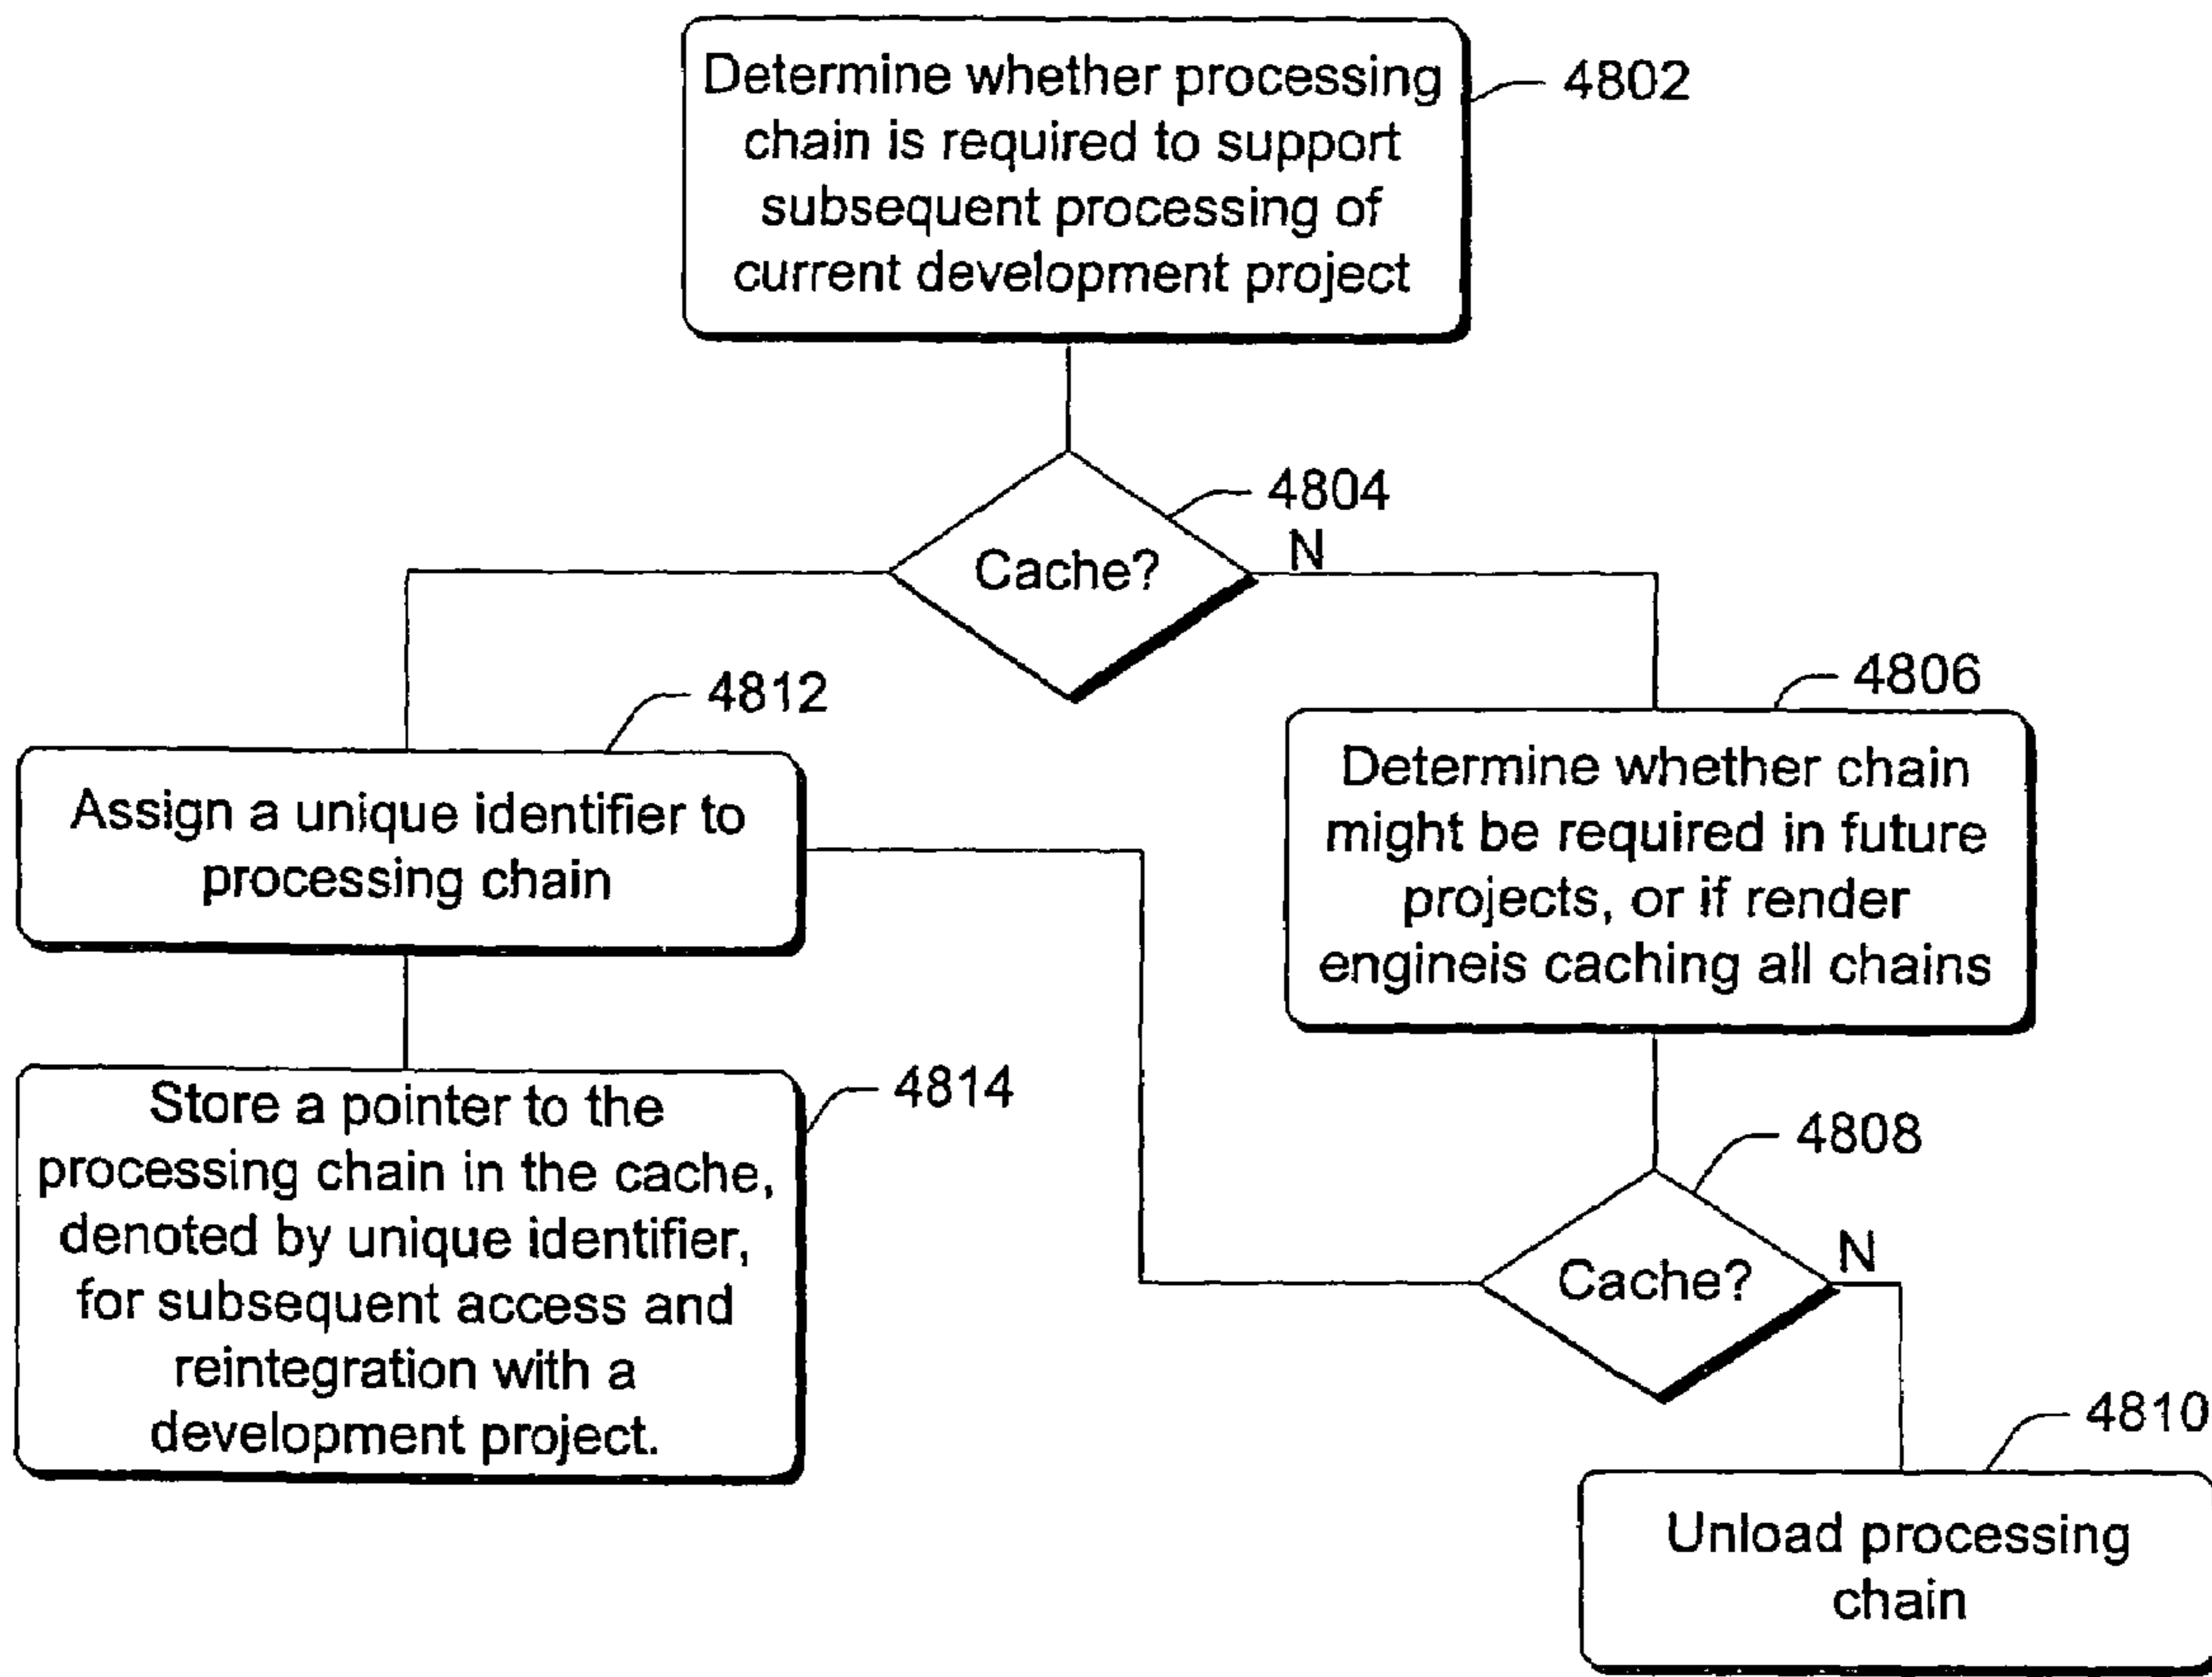 Determine whether processing
chain is required to support
subsequent processing of
current development project
4802
4804
Cache?
N
4812
Assign a unique identifier to
processing chain
4806
Determine whether chain
might be required in future
projects, or if render
engineis caching all chains
4814
Store a pointer to the
processing chain in the cache,
denoted by unique identifier,
for subsequent access and
reintegration with a
development project.
4808
Cache?
N
4810
Unload processing
chain